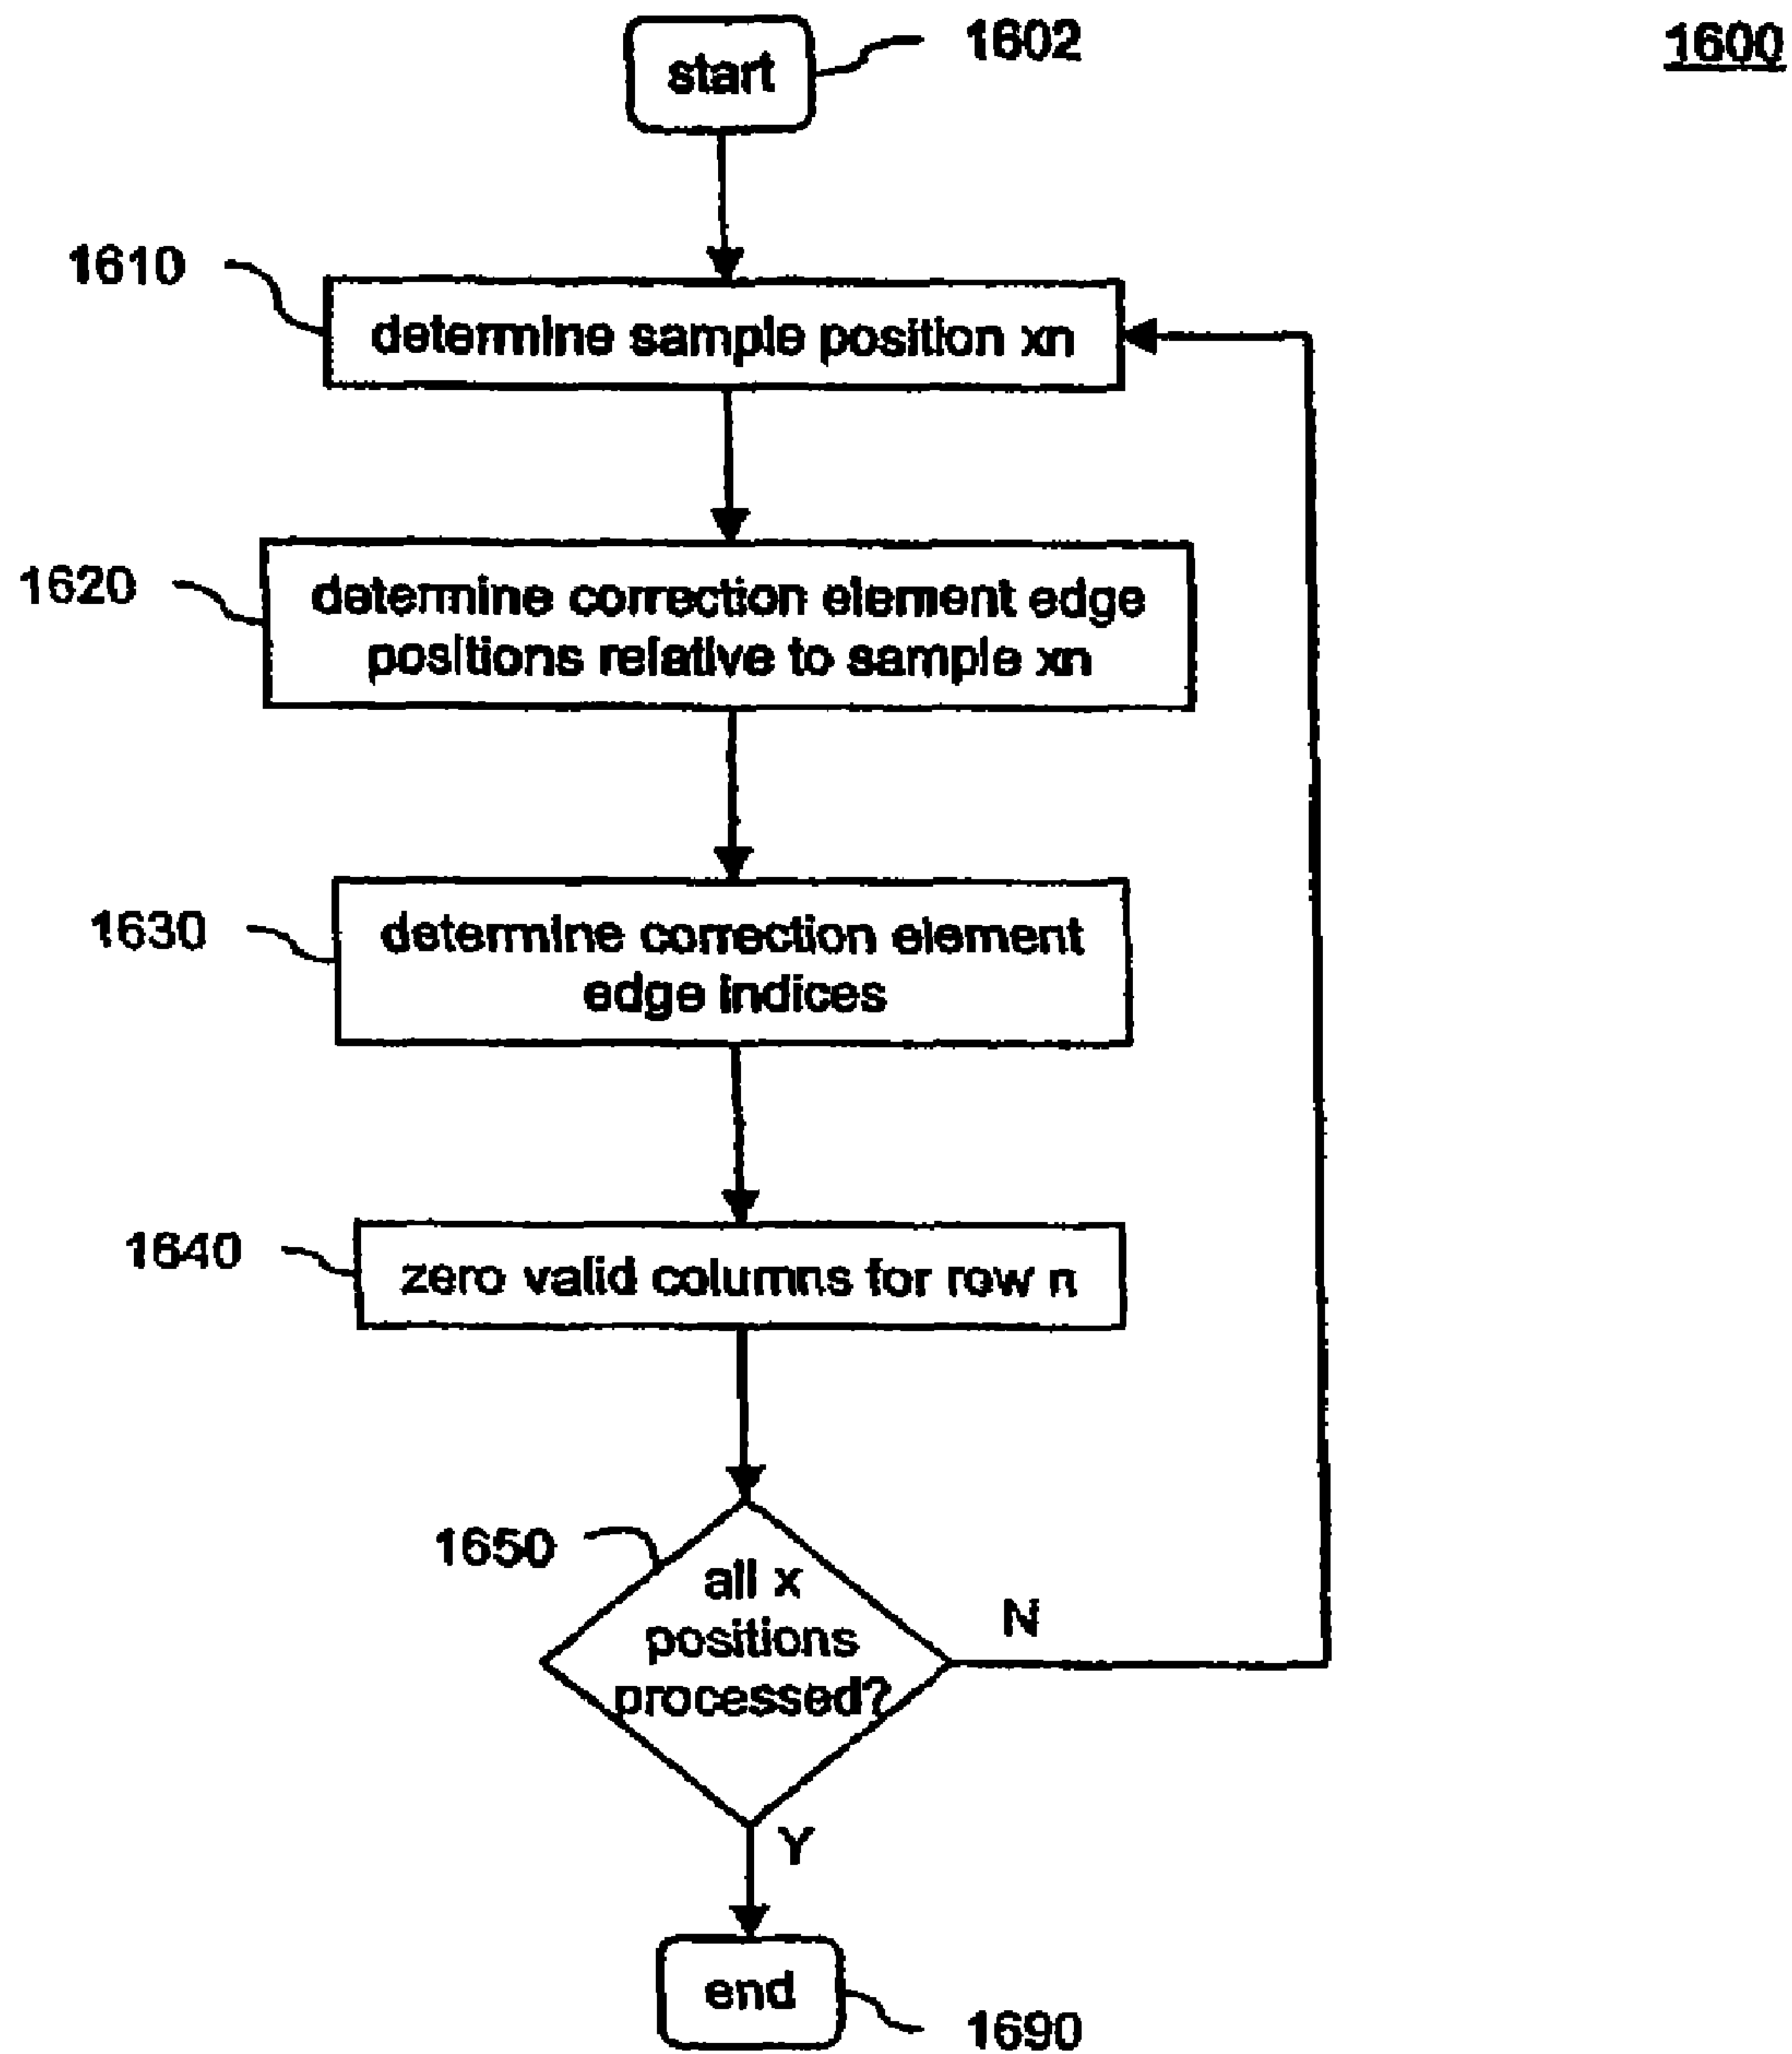 1600
start
1602
1610
determine sample position xn
1620
determine correction element edge
positions relative to sample xn
1630
determine correction element
edge indices
1640
zero valid columns for row n
1650
all x
positions
processed?
N
Y
end
1690